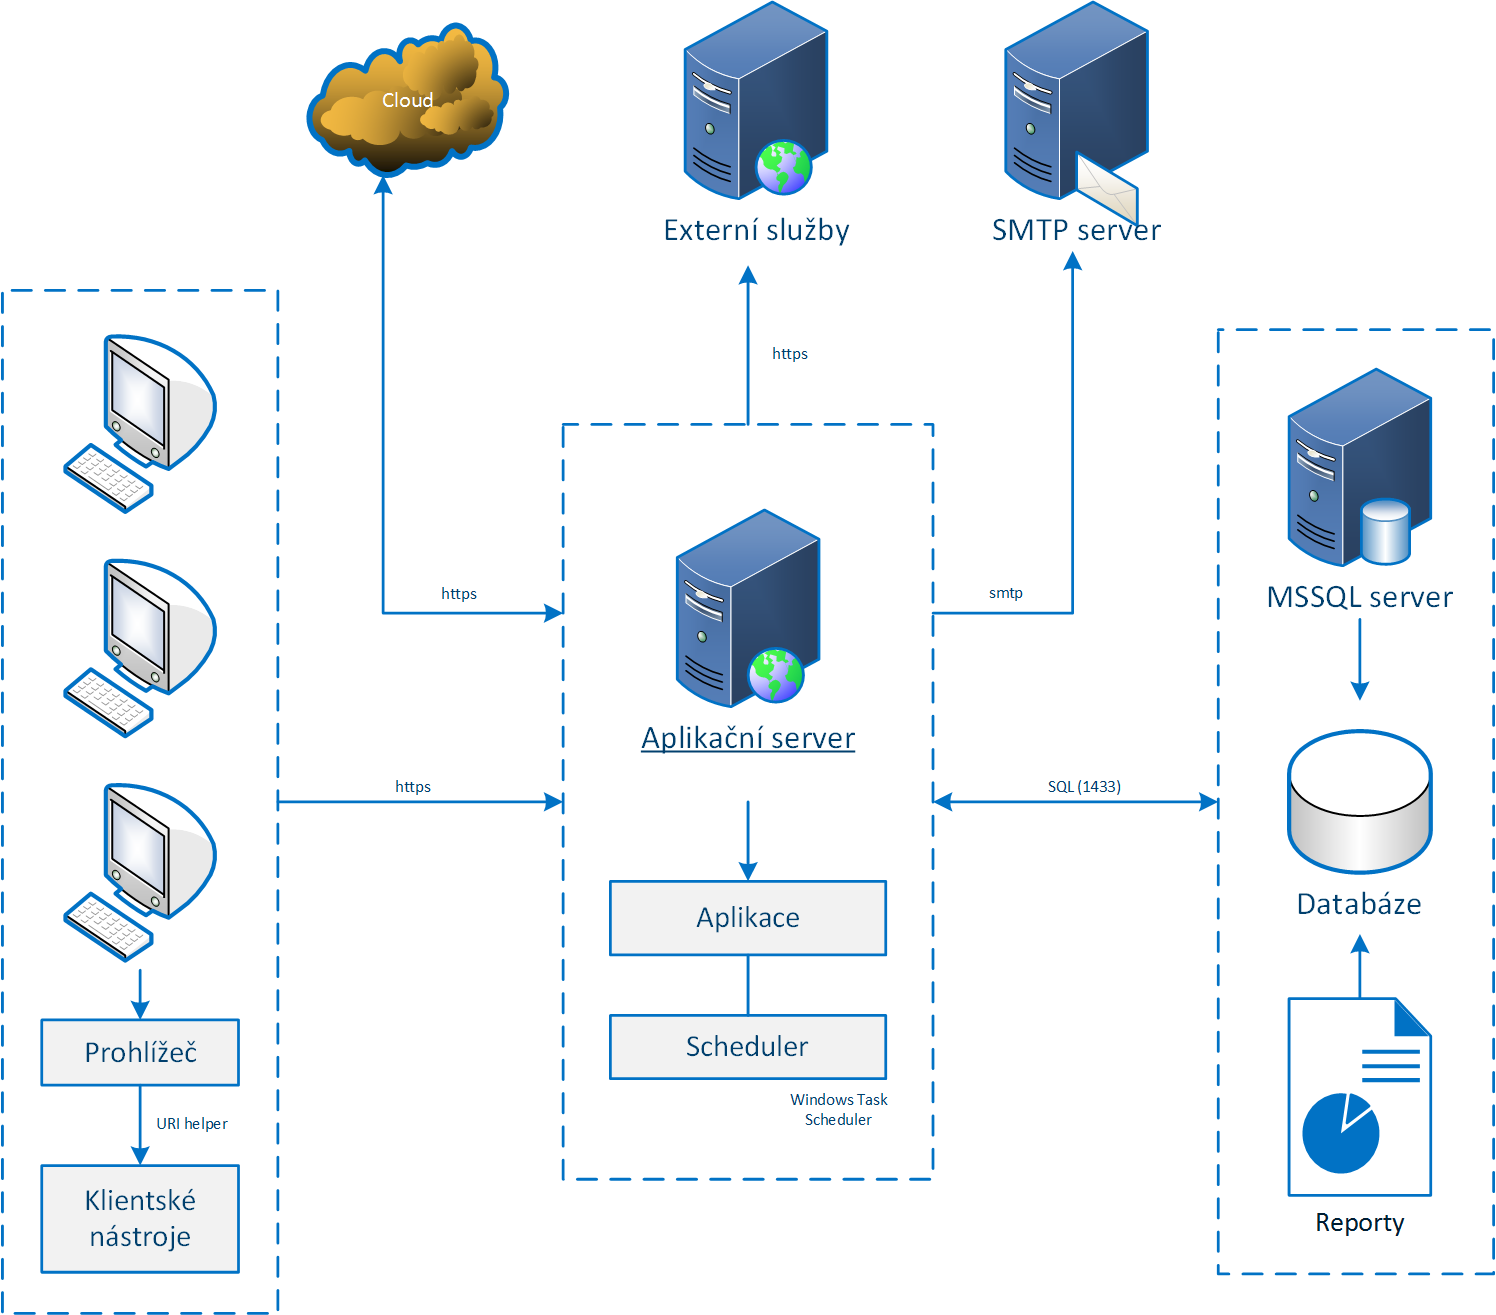 Cloud
Externí služby
SMTP server
https
https
smtp
MSSQL server
Aplikační server
https
SQL (1433)
Aplikace
Databáze
Scheduler
Windows Task
Scheduler
Prohlížeč
URI helper
Klientské
nástroje
Reporty